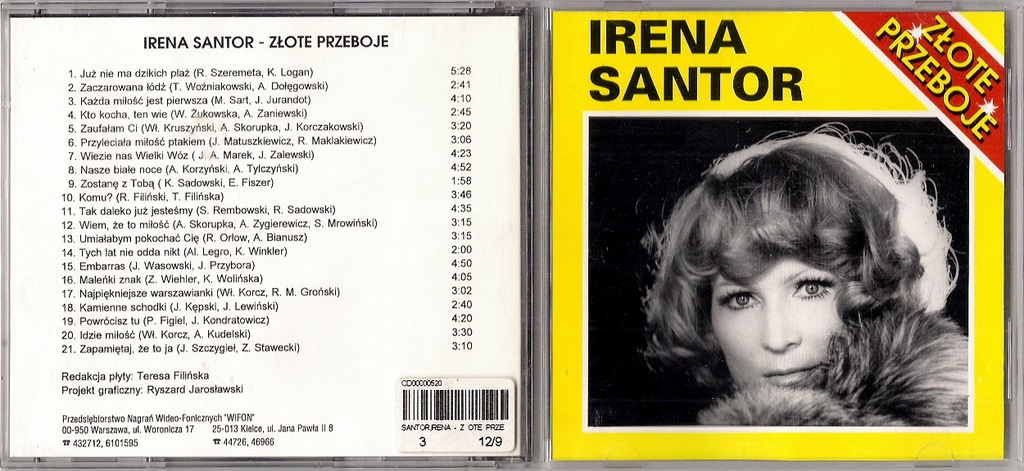 IRENA SANTOR - ZŁOTE PRZEBOJE
1. Już nie ma dzikich plaż (R. Szeremeta, K. Logan) 5:28
2. Zaczarowana łódź (T. Woźniakowski, A. Dołęgowski) 2:41
3. Każda miłość jest pierwsza (M. Sart, J. Jurandot) 4:10
4. Kto kocha, ten wie (W. Żukowska, A. Zaniewski) 2:45
5. Zaufałam Ci (Wł. Kruszyński, A. Skorupka, J. Korczakowski) 3:20
6. Przyleciała miłość ptakiem (J. Matuszkiewicz, R. Maklakiewicz) 3:06
7. Wiezie nas Wielki Wóz ( J. A. Marek, J. Zalewski) 4:23
8. Nasze białe noce (A. Korzyński, A. Tylczyński) 4:52
9. Zostanę z Tobą ( K. Sadowski, E. Fiszer) 1:58
10. Komu? (R. Filiński, T. Filińska) 3:46
11. Tak daleko już jesteśmy (S. Rembowski, R. Sadowski) 4:35
12. Wiem, że to miłość (A. Skorupka, A. Zygierewicz, S. Mrowiński) 3:15
13. Umiałabym pokochać Cię (R. Orłow, A. Bianusz) 3:15
14. Tych lat nie odda nikt (Al. Legro, K. Winkler) 2:00
15. Embarras (J. Wasowski, J. Przybora) 4:50
16. Maleńki znak (Z. Wiehler, K. Wolińska) 4:05
17. Najpiękniejsze warszawianki (Wł. Korcz, R. M. Groński) 3:02
18. Kamienne schodki (J. Kępski, J. Lewiński) 2:40
19. Powrócisz tu (P. Figiel, J. Kondratowicz) 4:20
20. Idzie miłość (Wł. Korcz, A. Kudelski) 3:30
21. Zapamiętaj, że to ja (J. Szczygieł, Z. Stawecki) 3:10
Redakcja płyty: Teresa Filińska
Projekt graficzny: Ryszard Jarosławski
Przedsiębiorstwo Nagrań Wideo-Fonicznych "WIFON"
00-950 Warszawa, ul. Woronicza 17 25-013 Kielce, ul. Jana Pawła II 8
☎ 432712, 6101595 ☎ 44726, 46966
CD00000520
SANTOR,IRENA - Z OTE PRZE
3 12/9
IRENA
SANTOR
ZŁOTE
PRZEBOJE